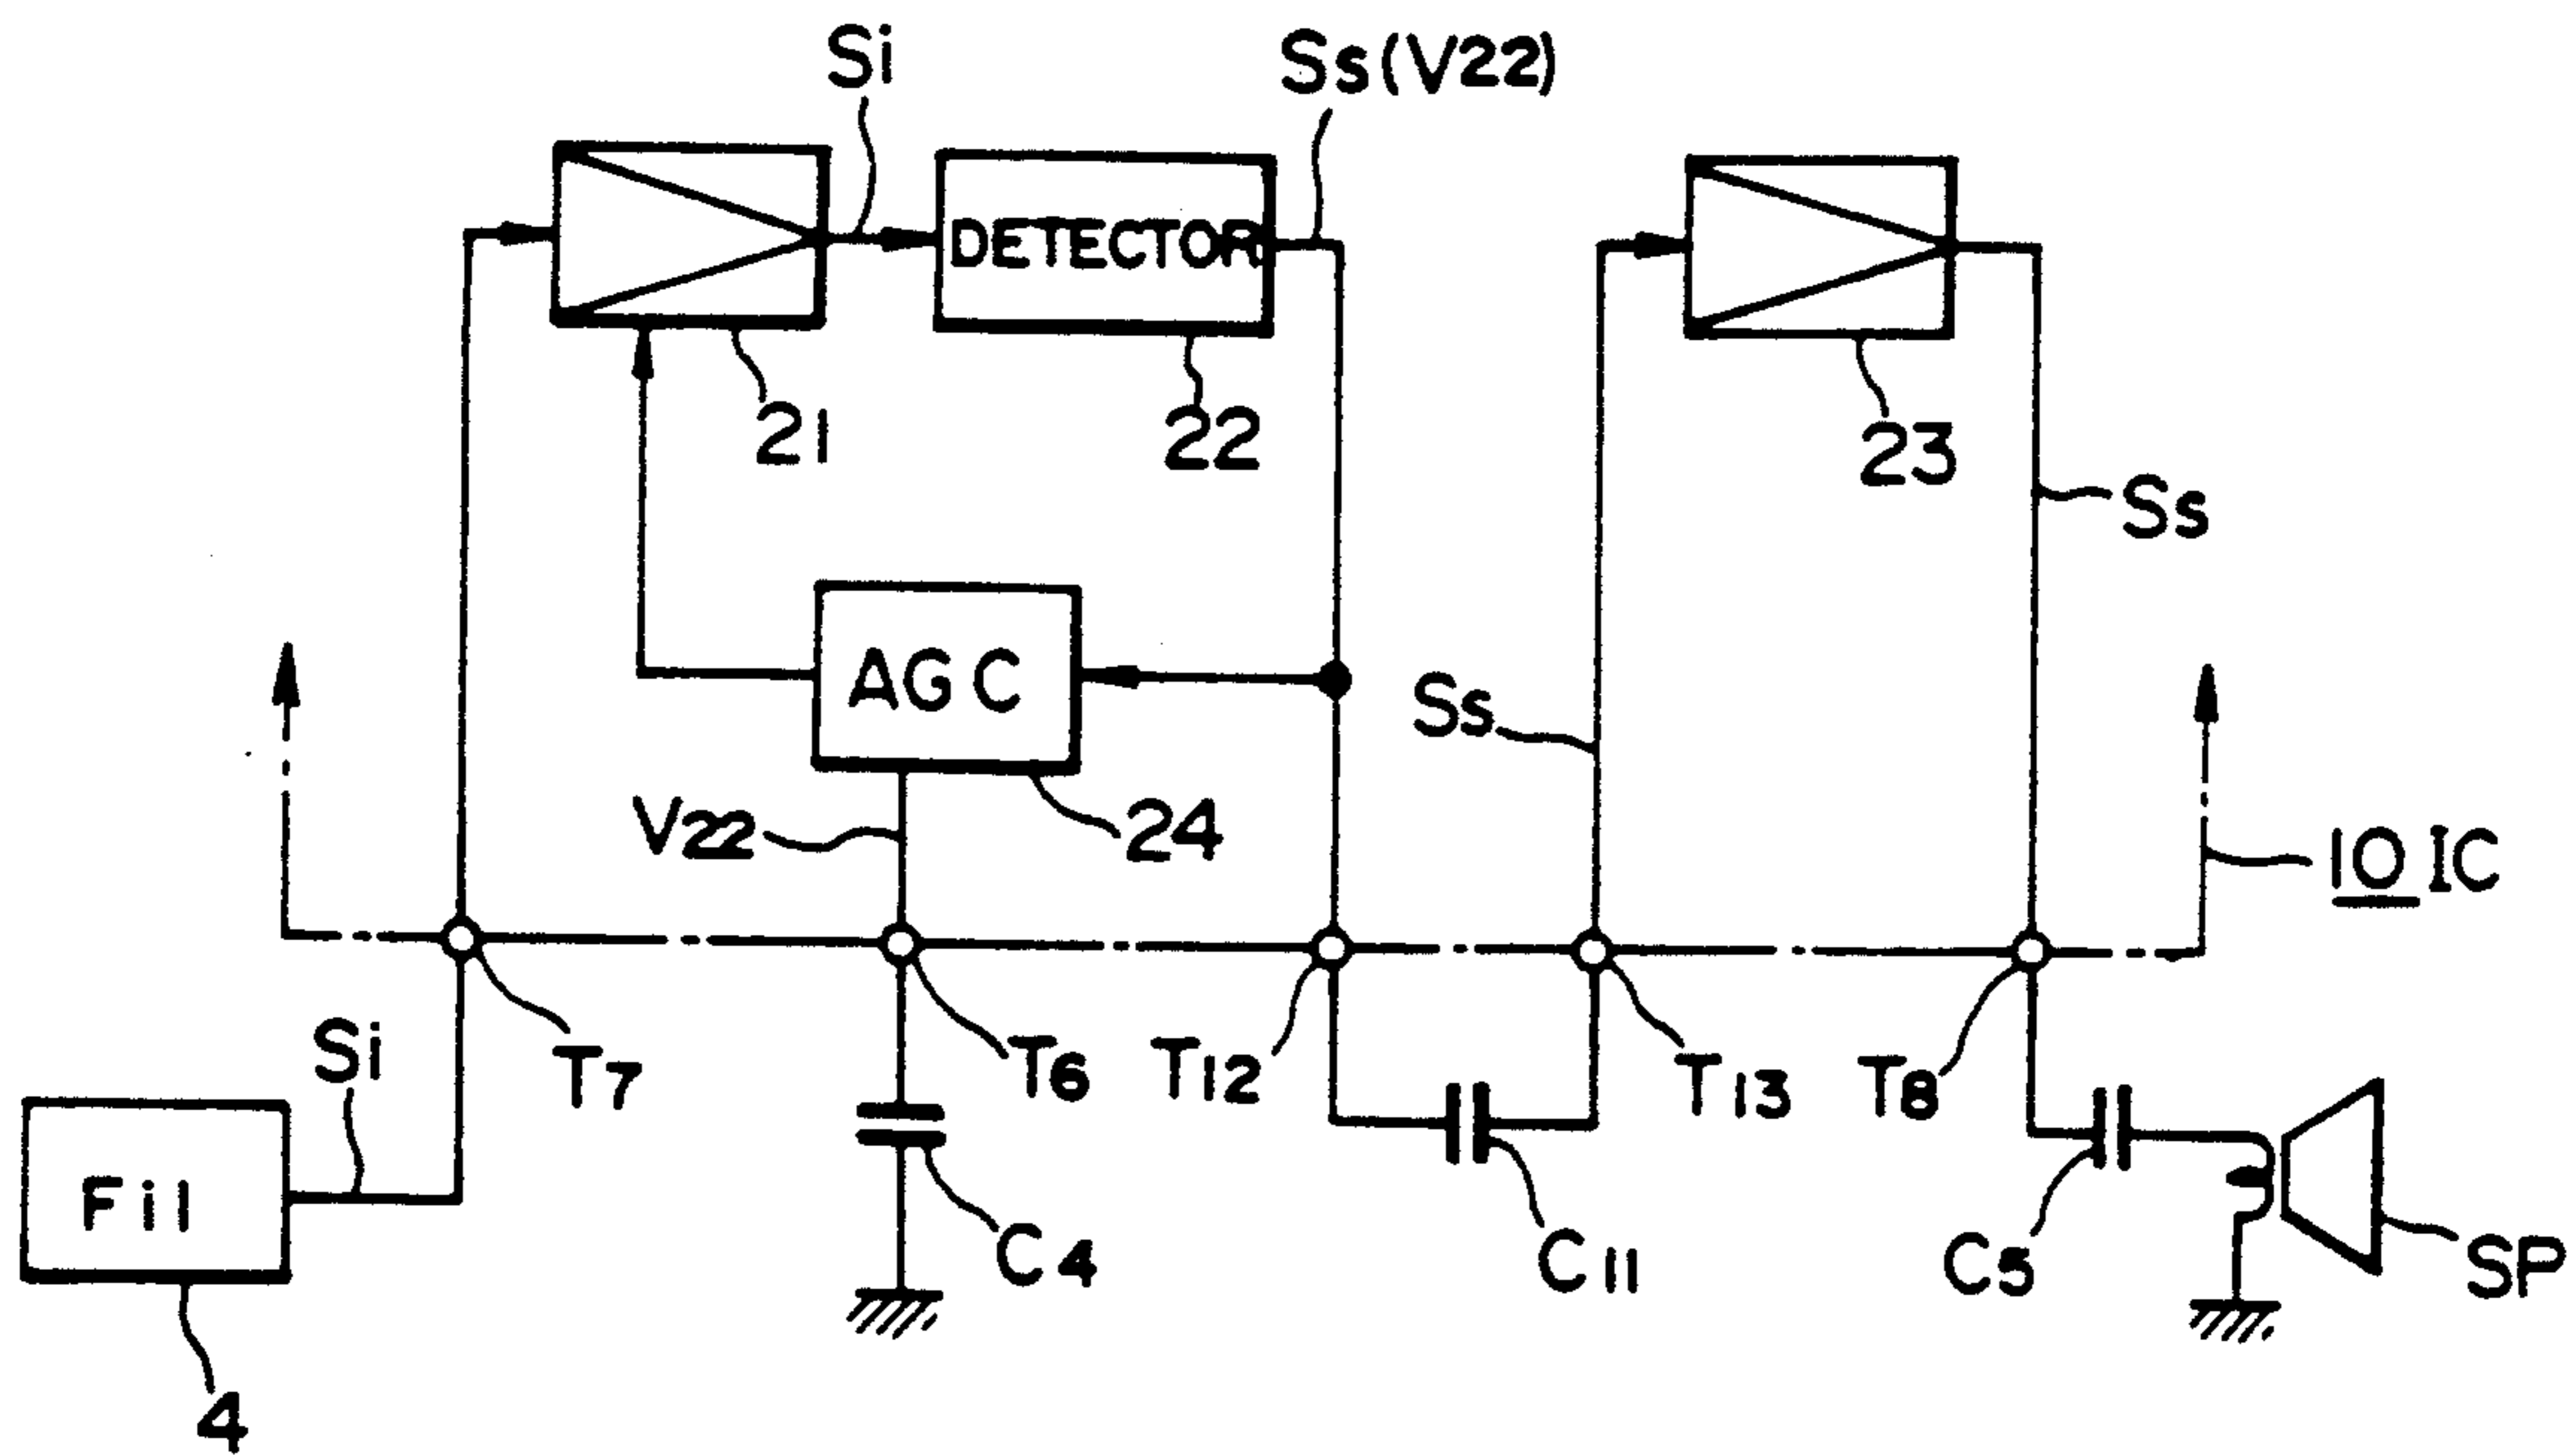 Si
Ss(V22)
DETECTOR
21
22
23
Ss
AGC
Ss
V22
24
10 IC
Si
T7
T6
T12
T13
T8
Fil
C4
C11
C5
SP
4